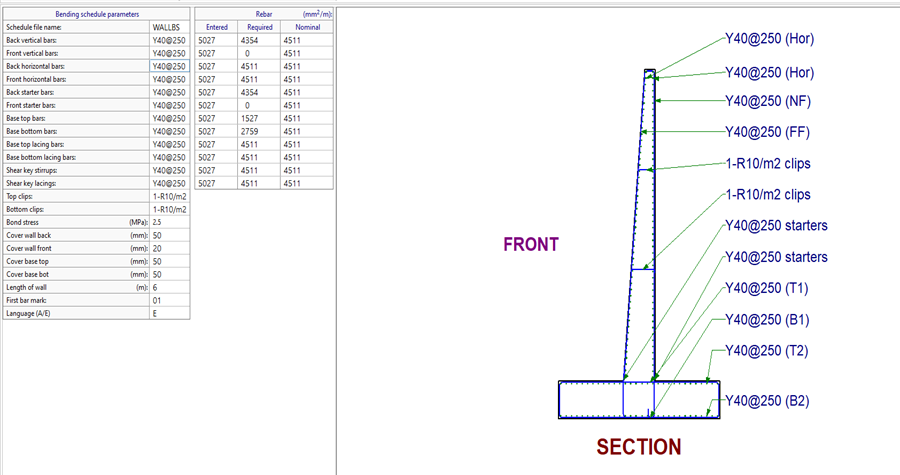 Bending schedule parameters
Schedule file name: WALLBS
Back vertical bars: Y40@250
Front vertical bars: Y40@250
Back horizontal bars: Y40@250
Front horizontal bars: Y40@250
Back starter bars: Y40@250
Front starter bars: Y40@250
Base top bars: Y40@250
Base bottom bars: Y40@250
Base top lacing bars: Y40@250
Base bottom lacing bars: Y40@250
Shear key stirrups: Y40@250
Shear key lacings: Y40@250
Top clips: 1-R10/m2
Bottom clips: 1-R10/m2
Bond stress (MPa): 2.5
Cover wall back (mm): 50
Cover wall front (mm): 20
Cover base top (mm): 50
Cover base bot (mm): 50
Length of wall (m): 6
First bar mark: 01
Language (A/E) E
Rebar (mm²/m):
Entered Required Nominal
5027 4354 4511
5027 0 4511
5027 4511 4511
5027 4511 4511
5027 4354 4511
5027 0 4511
5027 1527 4511
5027 2759 4511
5027 4511 4511
5027 4511 4511
5027 4511 4511
5027 4511 4511
Y40@250 (Hor)
Y40@250 (Hor)
Y40@250 (NF)
Y40@250 (FF)
1-R10/m2 clips
1-R10/m2 clips
Y40@250 starters
FRONT
Y40@250 starters
Y40@250 (T1)
Y40@250 (B1)
Y40@250 (T2)
Y40@250 (B2)
SECTION